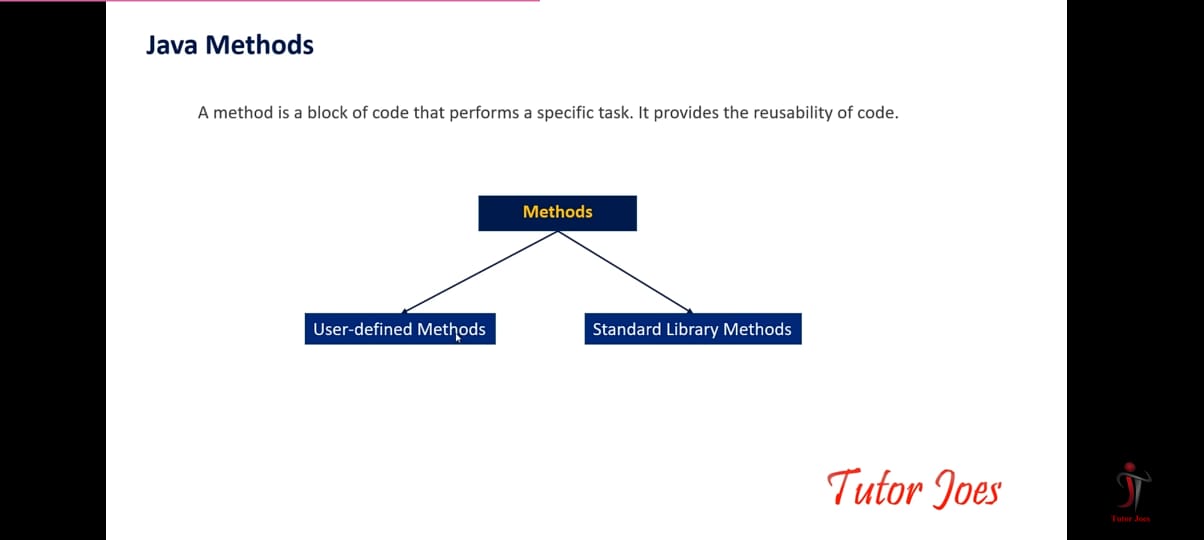 Java Methods
A method is a block of code that performs a specific task. It provides the reusability of code.
Methods
User-defined Methods
Standard Library Methods
Tutor Joes
Tutor Joes